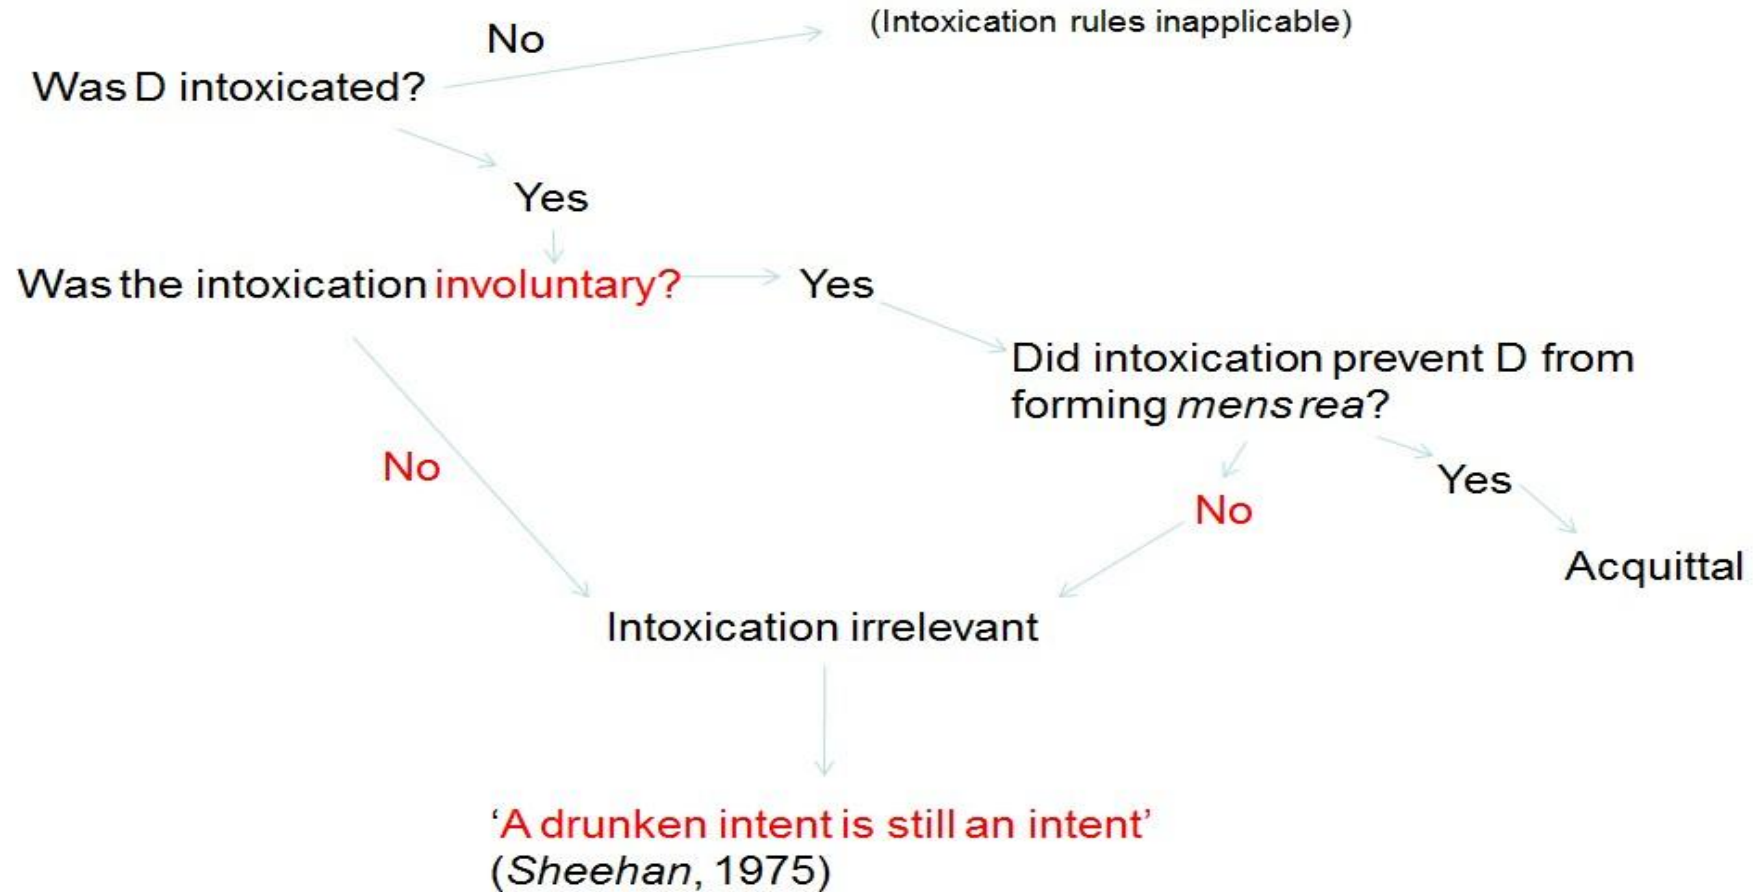 No
(Intoxication rules inapplicable)
Was D intoxicated?
Yes
Was the intoxication involuntary?
Yes
Did intoxication prevent D from
forming mens rea?
No
Yes
No
Acquittal
Intoxication irrelevant
‘A drunken intent is still an intent’
(Sheehan, 1975)